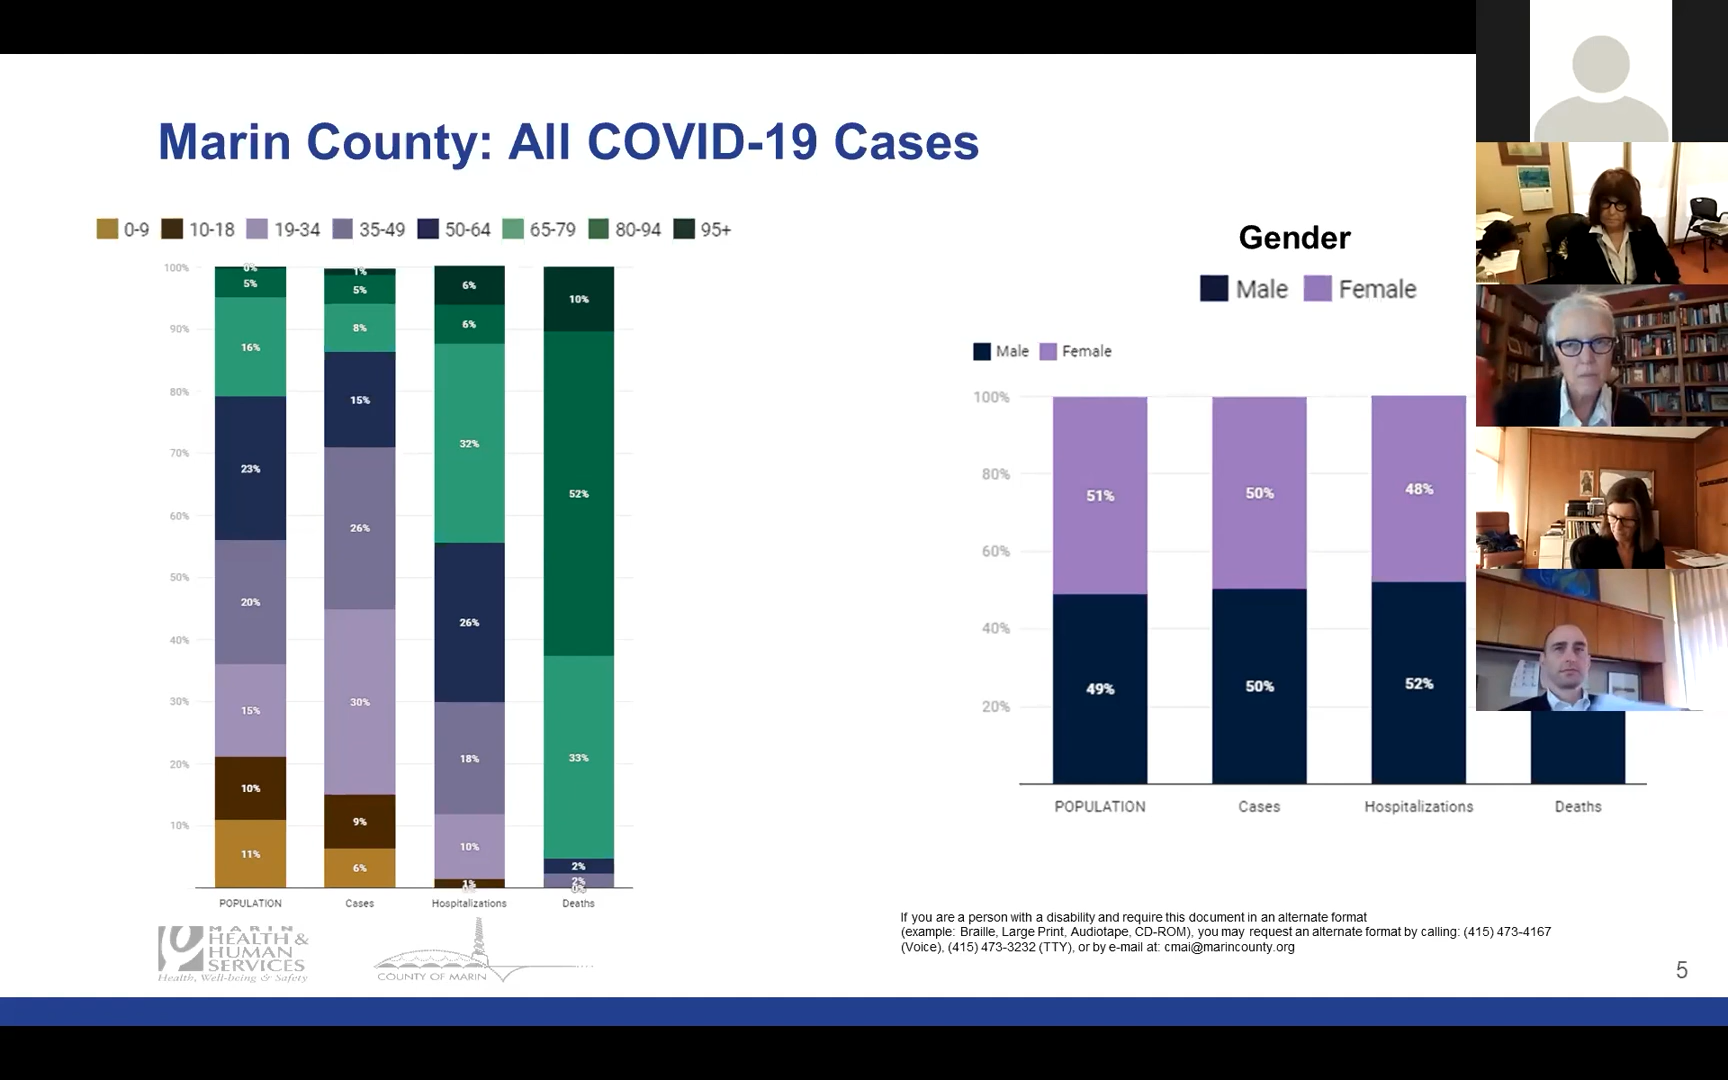 Marin County: All COVID-19 Cases
0-9 10-18 19-34 35-49 50-64 65-79 80-94 95+
100%
90%
80%
70%
60%
50%
40%
30%
20%
10%
0%
5%
16%
23%
20%
15%
10%
11%
POPULATION
1%
5%
8%
15%
26%
30%
9%
6%
Cases
6%
6%
32%
26%
18%
10%
1%
Hospitalizations
10%
52%
33%
2%
2%
0%
Deaths
Gender
Male Female
Male Female
100%
80%
60%
40%
20%
51%
49%
POPULATION
50%
50%
Cases
48%
52%
Hospitalizations
Deaths
MARIN
HEALTH &
HUMAN
SERVICES
Health, Well-being & Safety
COUNTY OF MARIN
If you are a person with a disability and require this document in an alternate format
(example: Braille, Large Print, Audiotape, CD-ROM), you may request an alternate format by calling: (415) 473-4167
(Voice), (415) 473-3232 (TTY), or by e-mail at: cmai@marincounty.org
5